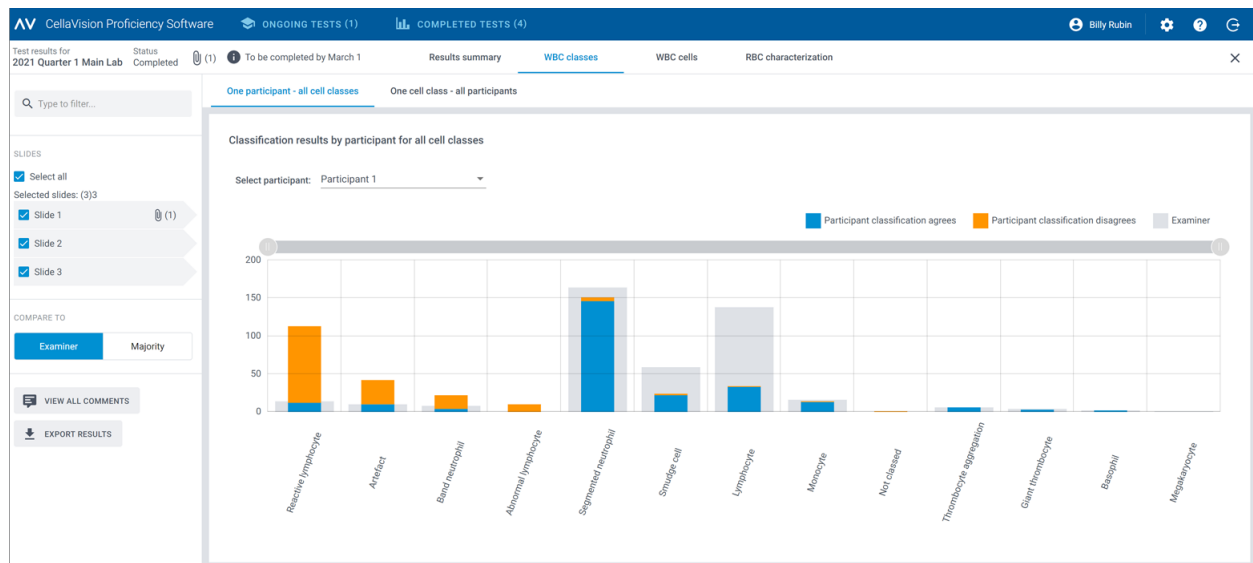 CellaVision Proficiency Software
ONGOING TESTS (1)
COMPLETED TESTS (4)
Billy Rubin
Test results for
2021 Quarter 1 Main Lab
Status
Completed
(1)
To be completed by March 1
Results summary
WBC classes
WBC cells
RBC characterization
Type to filter...
One participant - all cell classes
One cell class - all participants
SLIDES
Select all
Selected slides: (3)3
Slide 1
(1)
Slide 2
Slide 3
COMPARE TO
Examiner
Majority
VIEW ALL COMMENTS
EXPORT RESULTS
Classification results by participant for all cell classes
Select participant: Participant 1
Participant classification agrees
Participant classification disagrees
Examiner
200
150
100
50
0
Reactive lymphocyte
Artefact
Band neutrophil
Abnormal lymphocyte
Segmented neutrophil
Smudge cell
Lymphocyte
Monocyte
Not classed
Thrombocyte aggregation
Giant thrombocyte
Basophil
Megakaryocyte